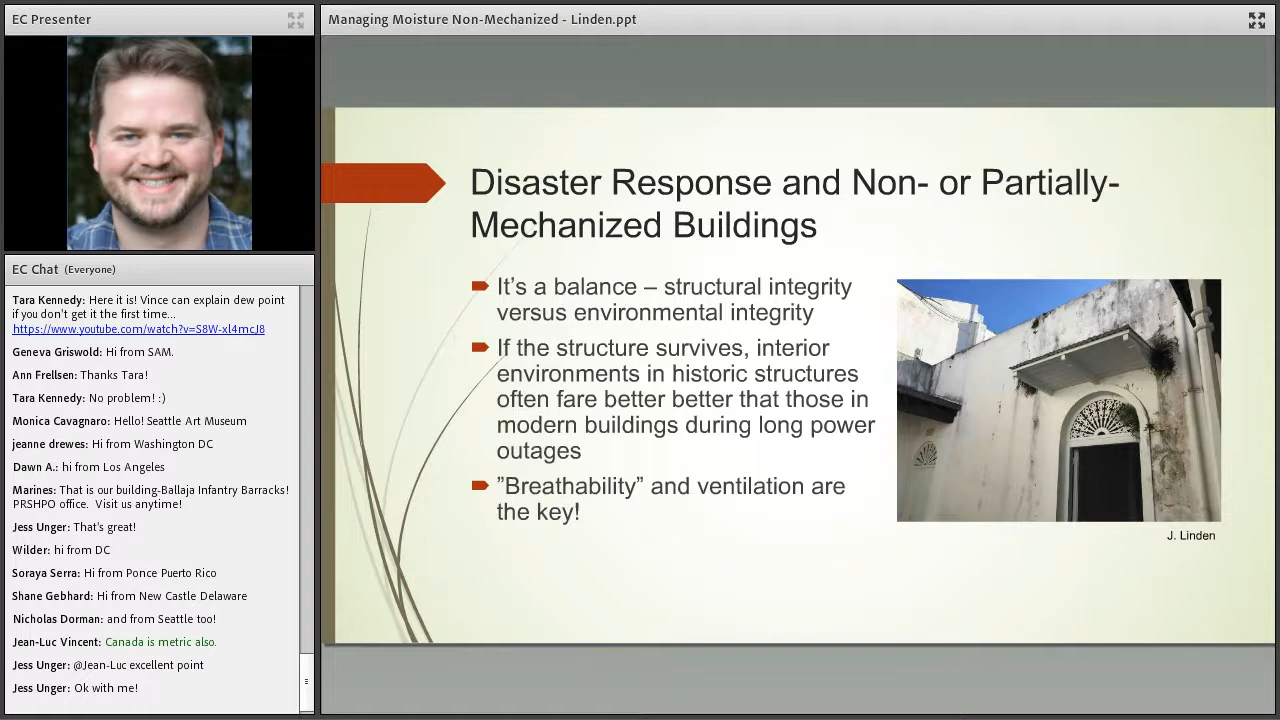 EC Presenter
Managing Moisture Non-Mechanized - Linden.ppt
EC Chat (Everyone)
Tara Kennedy: Here it is! Vince can explain dew point
if you don't get it the first time...
https://www.youtube.com/watch?v=S8W-xl4mcJ8
Geneva Griswold: Hi from SAM.
Ann Frellsen: Thanks Tara!
Tara Kennedy: No problem! :)
Monica Cavagnaro: Hello! Seattle Art Museum
jeanne drewes: Hi from Washington DC
Dawn A.: hi from Los Angeles
Marines: That is our building-Ballaja Infantry Barracks!
PRSHPO office.  Visit us anytime!
Jess Unger: That's great!
Wilder: hi from DC
Soraya Serra: Hi from Ponce Puerto Rico
Shane Gebhard: Hi from New Castle Delaware
Nicholas Dorman: and from Seattle too!
Jean-Luc Vincent: Canada is metric also.
Jess Unger: @Jean-Luc excellent point
Jess Unger: Ok with me!
Disaster Response and Non- or Partially-
Mechanized Buildings
It’s a balance – structural integrity
versus environmental integrity
If the structure survives, interior
environments in historic structures
often fare better better that those in
modern buildings during long power
outages
”Breathability” and ventilation are
the key!
J. Linden